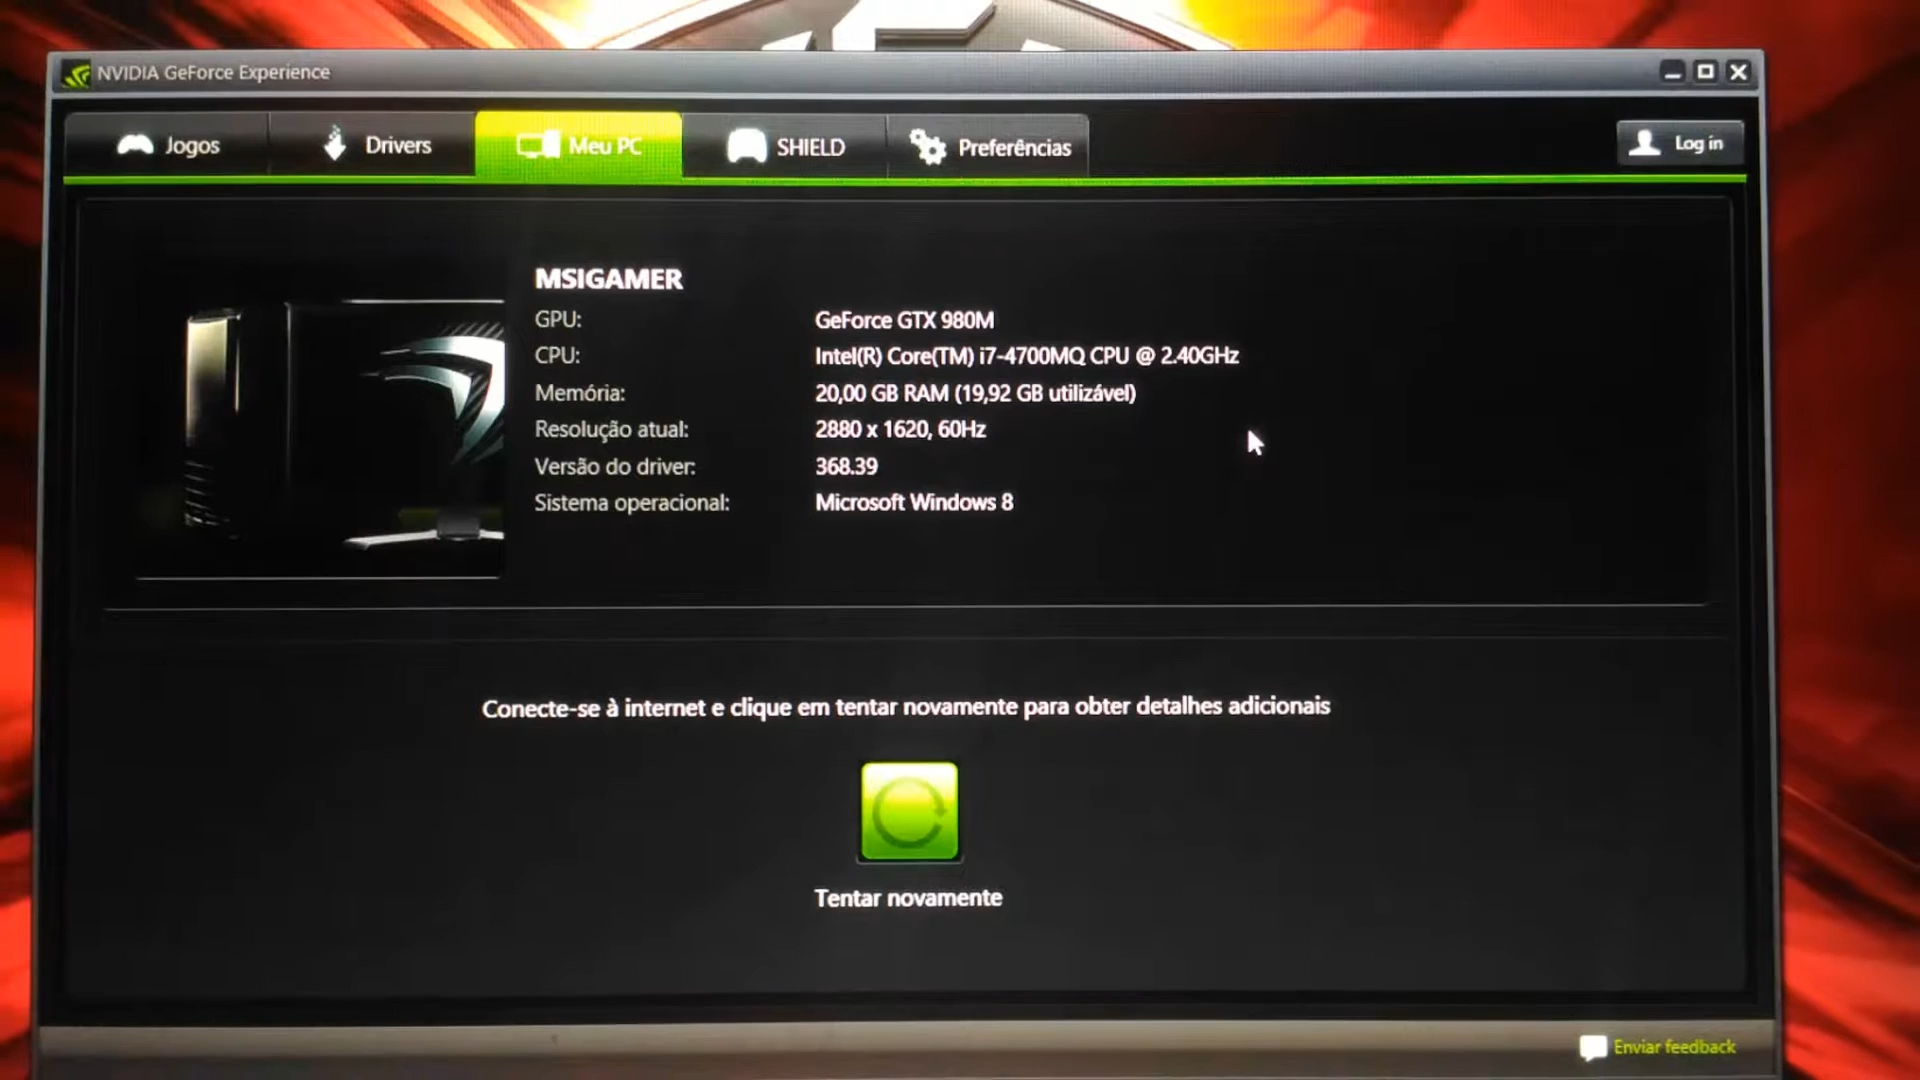 NVIDIA GeForce Experience
Jogos
Drivers
Meu PC
SHIELD
Preferências
Log in
MSIGAMER
GPU: GeForce GTX 980M
CPU: Intel(R) Core(TM) i7-4700MQ CPU @ 2.40GHz
Memória: 20,00 GB RAM (19,92 GB utilizável)
Resolução atual: 2880 x 1620, 60Hz
Versão do driver: 368.39
Sistema operacional: Microsoft Windows 8
Conecte-se à internet e clique em tentar novamente para obter detalhes adicionais
Tentar novamente
Enviar feedback